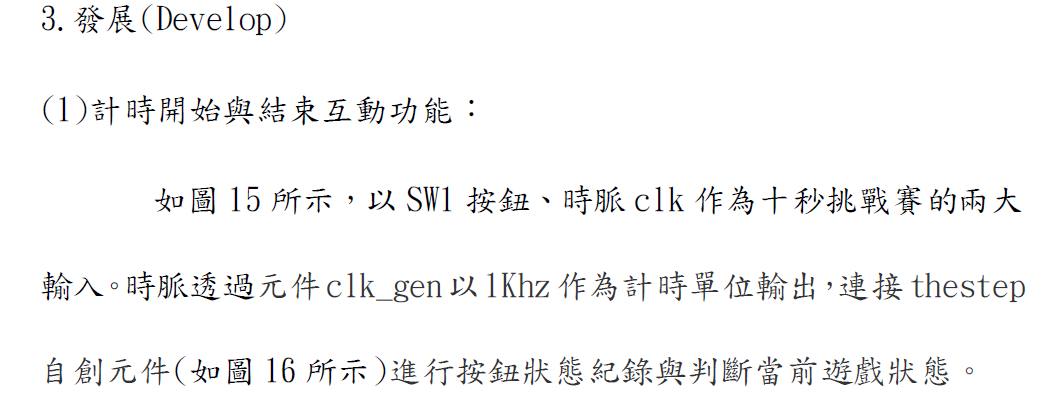 3.發展(Develop)
(1)計時開始與結束互動功能：
如圖 15 所示，以 SW1 按鈕、時脈 clk 作為十秒挑戰賽的兩大
輸入。時脈透過元件 clk_gen 以 1Khz 作為計時單位輸出，連接 thestep
自創元件(如圖 16 所示)進行按鈕狀態紀錄與判斷當前遊戲狀態。